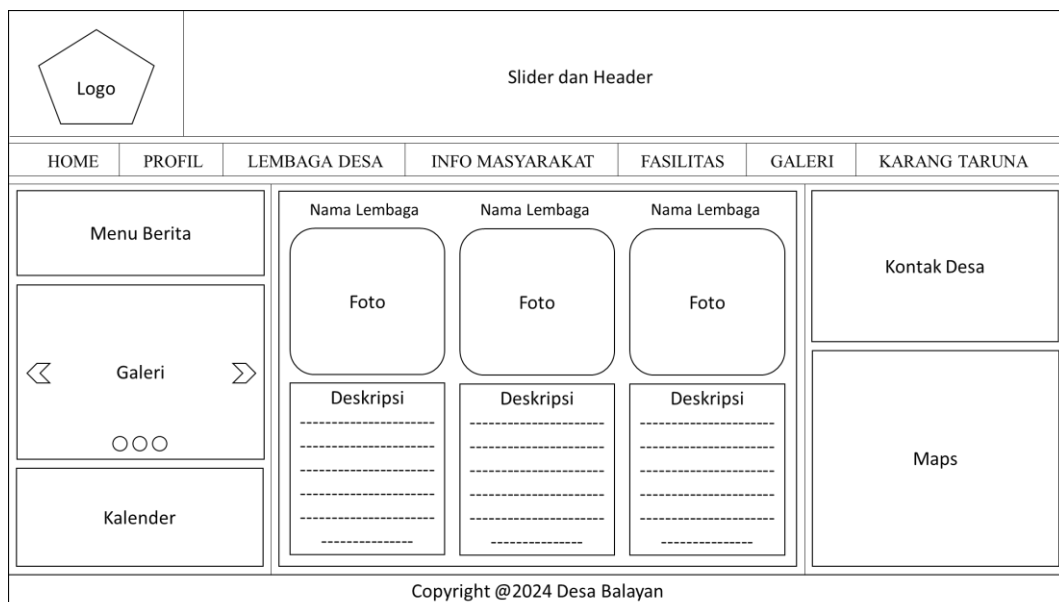 Logo
Slider dan Header
HOME PROFIL LEMBAGA DESA INFO MASYARAKAT FASILITAS GALERI KARANG TARUNA
Menu Berita
Galeri
Kalender
Nama Lembaga Nama Lembaga Nama Lembaga
Foto Foto Foto
Deskripsi Deskripsi Deskripsi
Kontak Desa
Maps
Copyright @2024 Desa Balayan